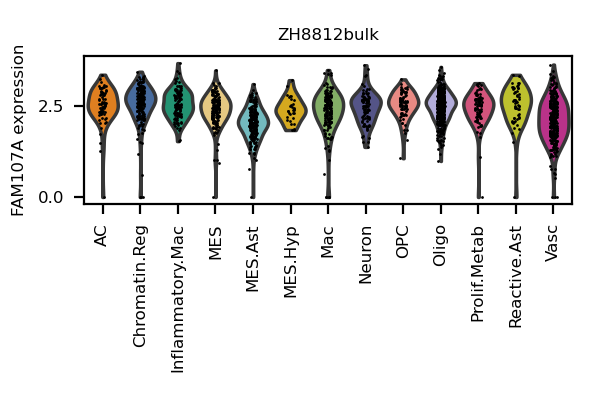 ZH8812bulk
FAM107A expression
2.5
0.0
AC
Chromatin.Reg
Inflammatory.Mac
MES
MES.Ast
MES.Hyp
Mac
Neuron
OPC
Oligo
Prolif.Metab
Reactive.Ast
Vasc